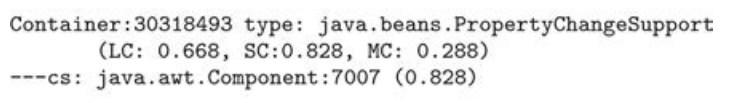 Container:30318493 type: java.beans.PropertyChangeSupport
(LC: 0.668, SC:0.828, MC: 0.288)
---cs: java.awt.Component:7007 (0.828)